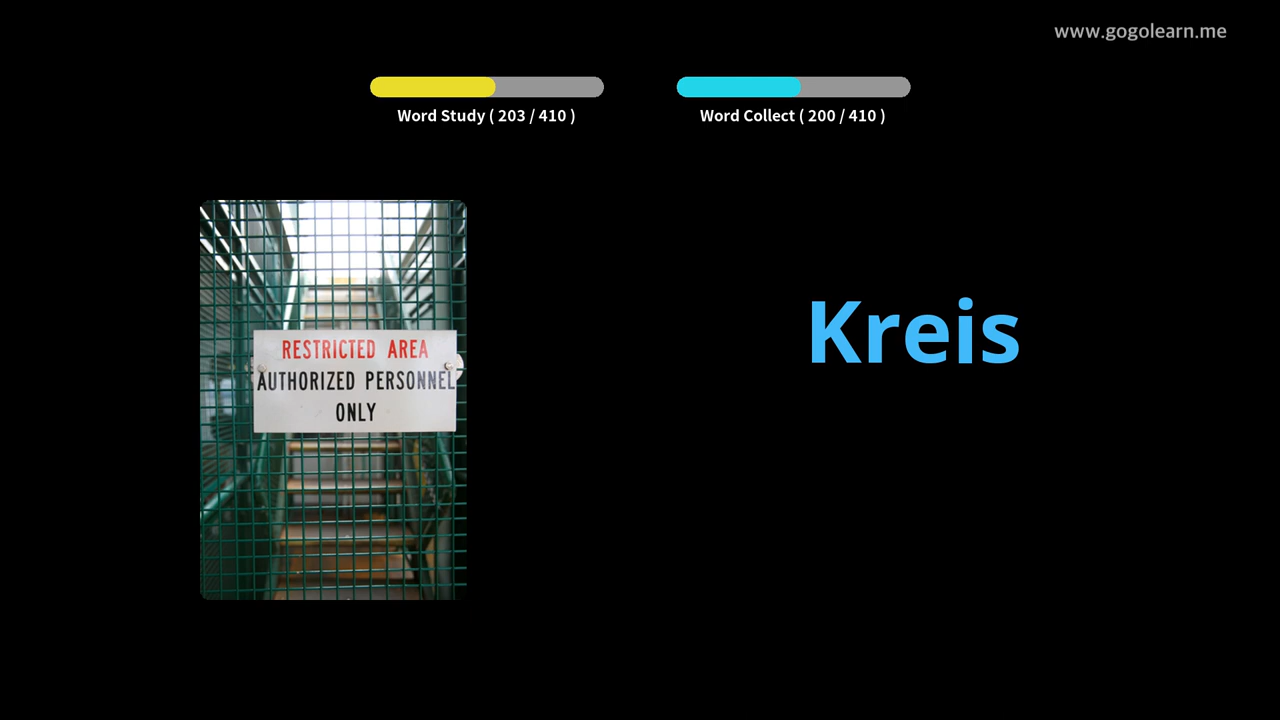 www.gogolearn.me
Word Study ( 203 / 410 )
Word Collect ( 200 / 410 )
RESTRICTED AREA
AUTHORIZED PERSONNEL
ONLY
Kreis